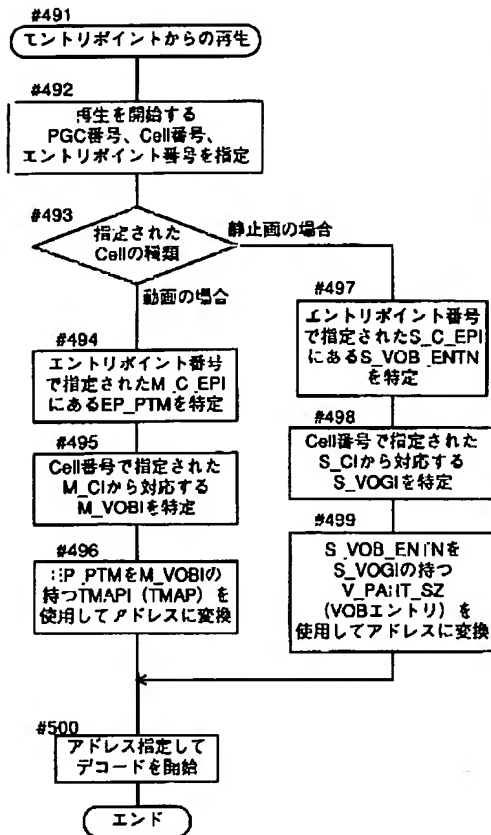 #491
エントリポイントからの再生
#492
再生を開始する
PGC番号、Cell番号、
エントリポイント番号を指定
#493
指定された
Cellの種類
静止画の場合
動画の場合
#494
エントリポイント番号
で指定されたM_C_EPI
にあるEP_PTMを特定
#495
Cell番号で指定された
M_CIから対応する
M_VOBIを特定
#496
EP_PTMをM_VOBIの
持つTMAPI（TMAP）を
使用してアドレスに変換
#497
エントリポイント番号
で指定されたS_C_EPI
にあるS_VOB_ENTN
を特定
#498
Cell番号で指定された
S_CIから対応する
S_VOGIを特定
#499
S_VOB_ENTNを
S_VOGIの持つ
V_PART_SZ
（VOBエントリ）を
使用してアドレスに変換
#500
アドレス指定して
デコードを開始
エンド